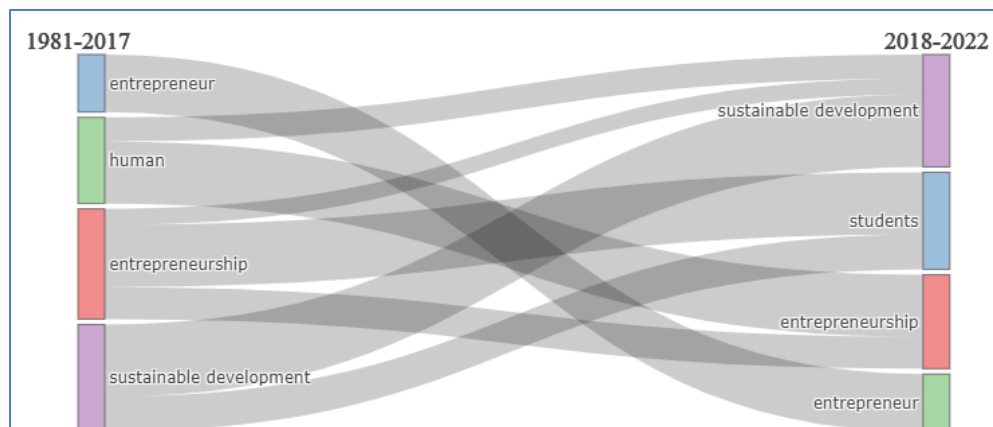 1981-2017
2018-2022
entrepreneur
sustainable development
human
students
entrepreneurship
entrepreneurship
sustainable development
entrepreneur